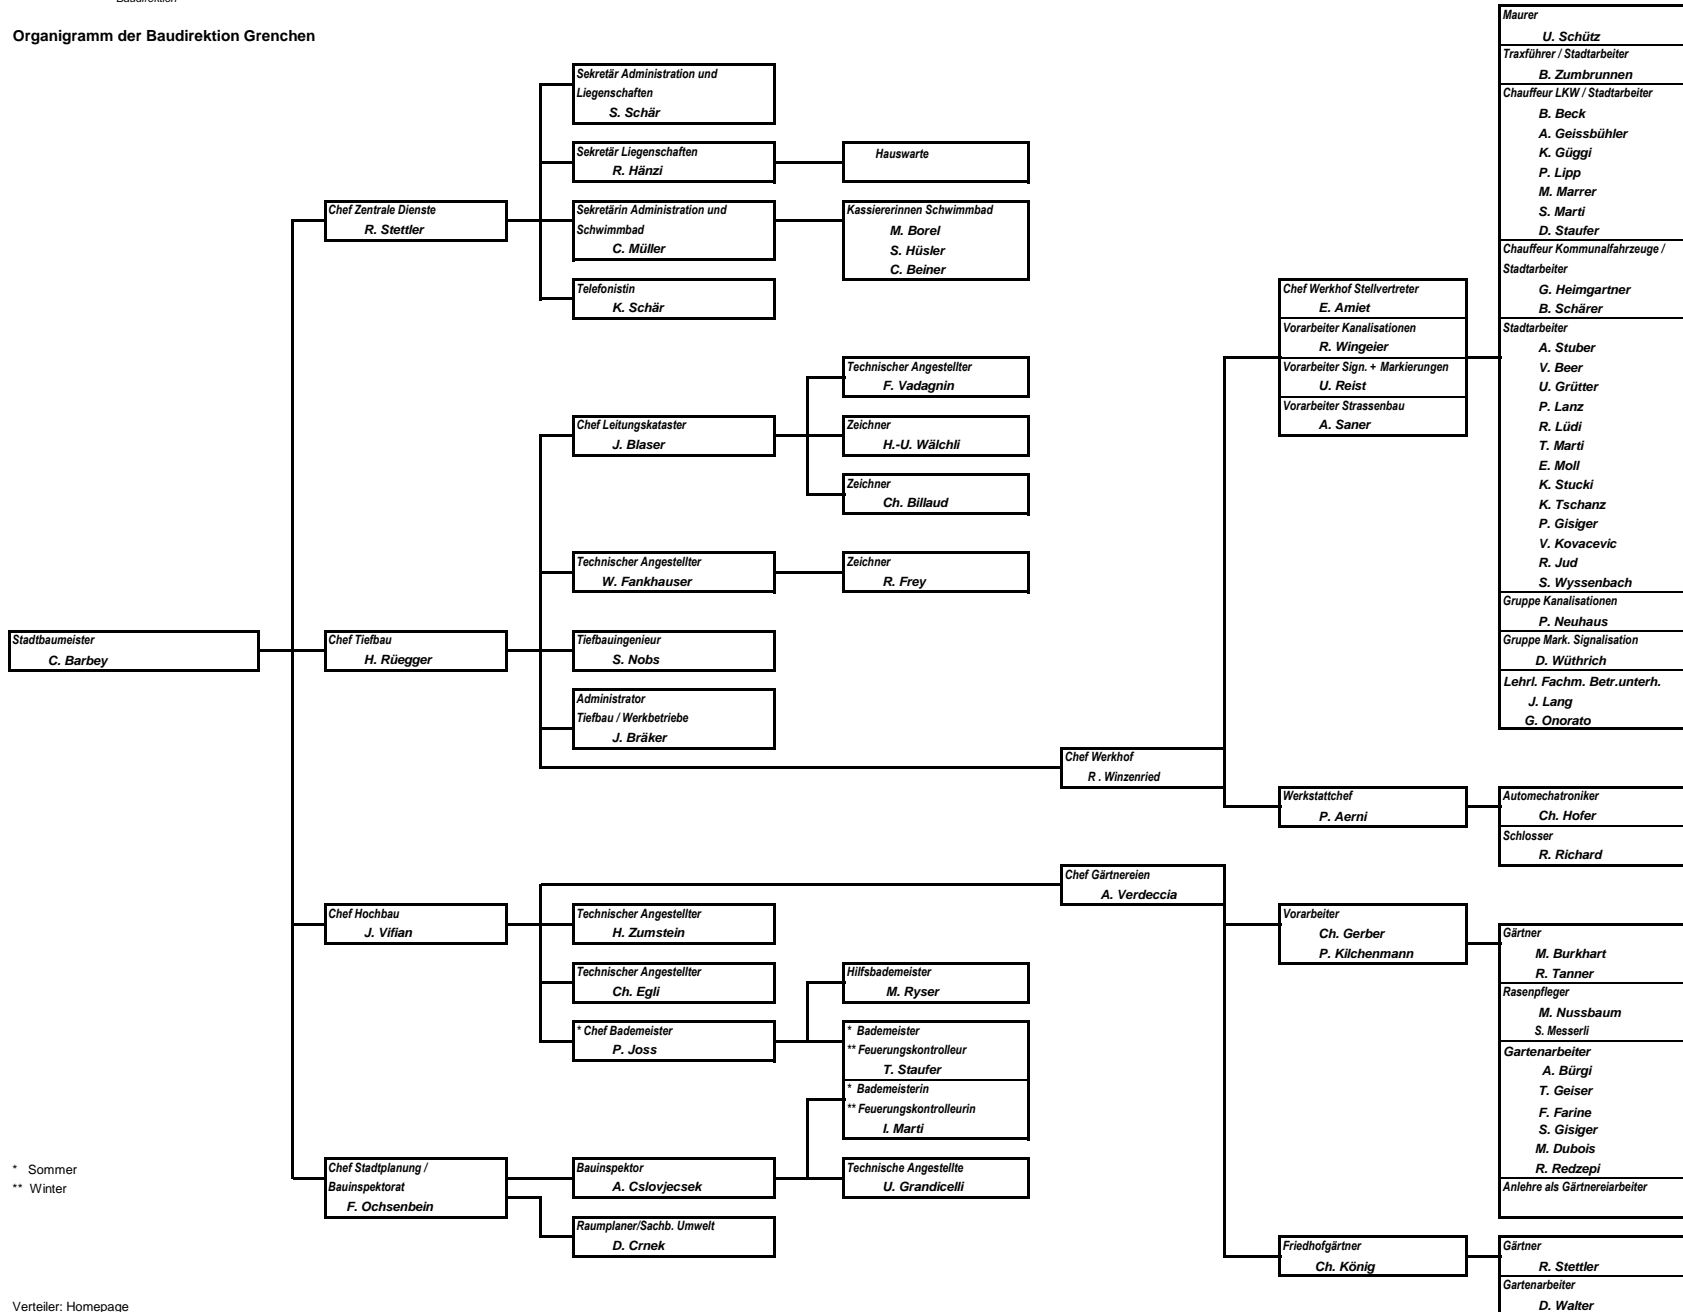 Baudirektion
Organigramm der Baudirektion Grenchen
Stadtbaumeister
C. Barbey
Chef Zentrale Dienste
R. Stettler
Sekretär Administration und
Liegenschaften
S. Schär
Sekretär Liegenschaften
R. Hänzi
Hauswarte
Sekretärin Administration und
Schwimmbad
C. Müller
Kassiererinnen Schwimmbad
M. Borel
S. Hüsler
C. Beiner
Telefonistin
K. Schär
Chef Tiefbau
H. Rüegger
Chef Leitungskataster
J. Blaser
Technischer Angestellter
F. Vadagnin
Zeichner
H.-U. Wälchli
Zeichner
Ch. Billaud
Technischer Angestellter
W. Fankhauser
Zeichner
R. Frey
Tiefbauingenieur
S. Nobs
Administrator
Tiefbau / Werkbetriebe
J. Bräker
Chef Werkhof
R . Winzenried
Chef Werkhof Stellvertreter
E. Amiet
Vorarbeiter Kanalisationen
R. Wingeier
Vorarbeiter Sign. + Markierungen
U. Reist
Vorarbeiter Strassenbau
A. Saner
Maurer
U. Schütz
Traxführer / Stadtarbeiter
B. Zumbrunnen
Chauffeur LKW / Stadtarbeiter
B. Beck
A. Geissbühler
K. Güggi
P. Lipp
M. Marrer
S. Marti
D. Staufer
Chauffeur Kommunalfahrzeuge /
Stadtarbeiter
G. Heimgartner
B. Schärer
Stadtarbeiter
A. Stuber
V. Beer
U. Grütter
P. Lanz
R. Lüdi
T. Marti
E. Moll
K. Stucki
K. Tschanz
P. Gisiger
V. Kovacevic
R. Jud
S. Wyssenbach
Gruppe Kanalisationen
P. Neuhaus
Gruppe Mark. Signalisation
D. Wüthrich
Lehrl. Fachm. Betr.unterh.
J. Lang
G. Onorato
Werkstattchef
P. Aerni
Automechatroniker
Ch. Hofer
Schlosser
R. Richard
Chef Hochbau
J. Vifian
Chef Gärtnereien
A. Verdeccia
Technischer Angestellter
H. Zumstein
Technischer Angestellter
Ch. Egli
* Chef Bademeister
P. Joss
Hilfsbademeister
M. Ryser
* Bademeister
** Feuerungskontrolleur
T. Staufer
* Bademeisterin
** Feuerungskontrolleurin
I. Marti
Vorarbeiter
Ch. Gerber
P. Kilchenmann
Gärtner
M. Burkhart
R. Tanner
Rasenpfleger
M. Nussbaum
S. Messerli
Gartenarbeiter
A. Bürgi
T. Geiser
F. Farine
S. Gisiger
M. Dubois
R. Redzepi
Anlehre als Gärtnereiarbeiter
Friedhofgärtner
Ch. König
Gärtner
R. Stettler
Gartenarbeiter
D. Walter
Chef Stadtplanung /
Bauinspektorat
F. Ochsenbein
Bauinspektor
A. Cslovjecsek
Technische Angestellte
U. Grandicelli
Raumplaner/Sachb. Umwelt
D. Crnek
* Sommer
** Winter
Verteiler: Homepage